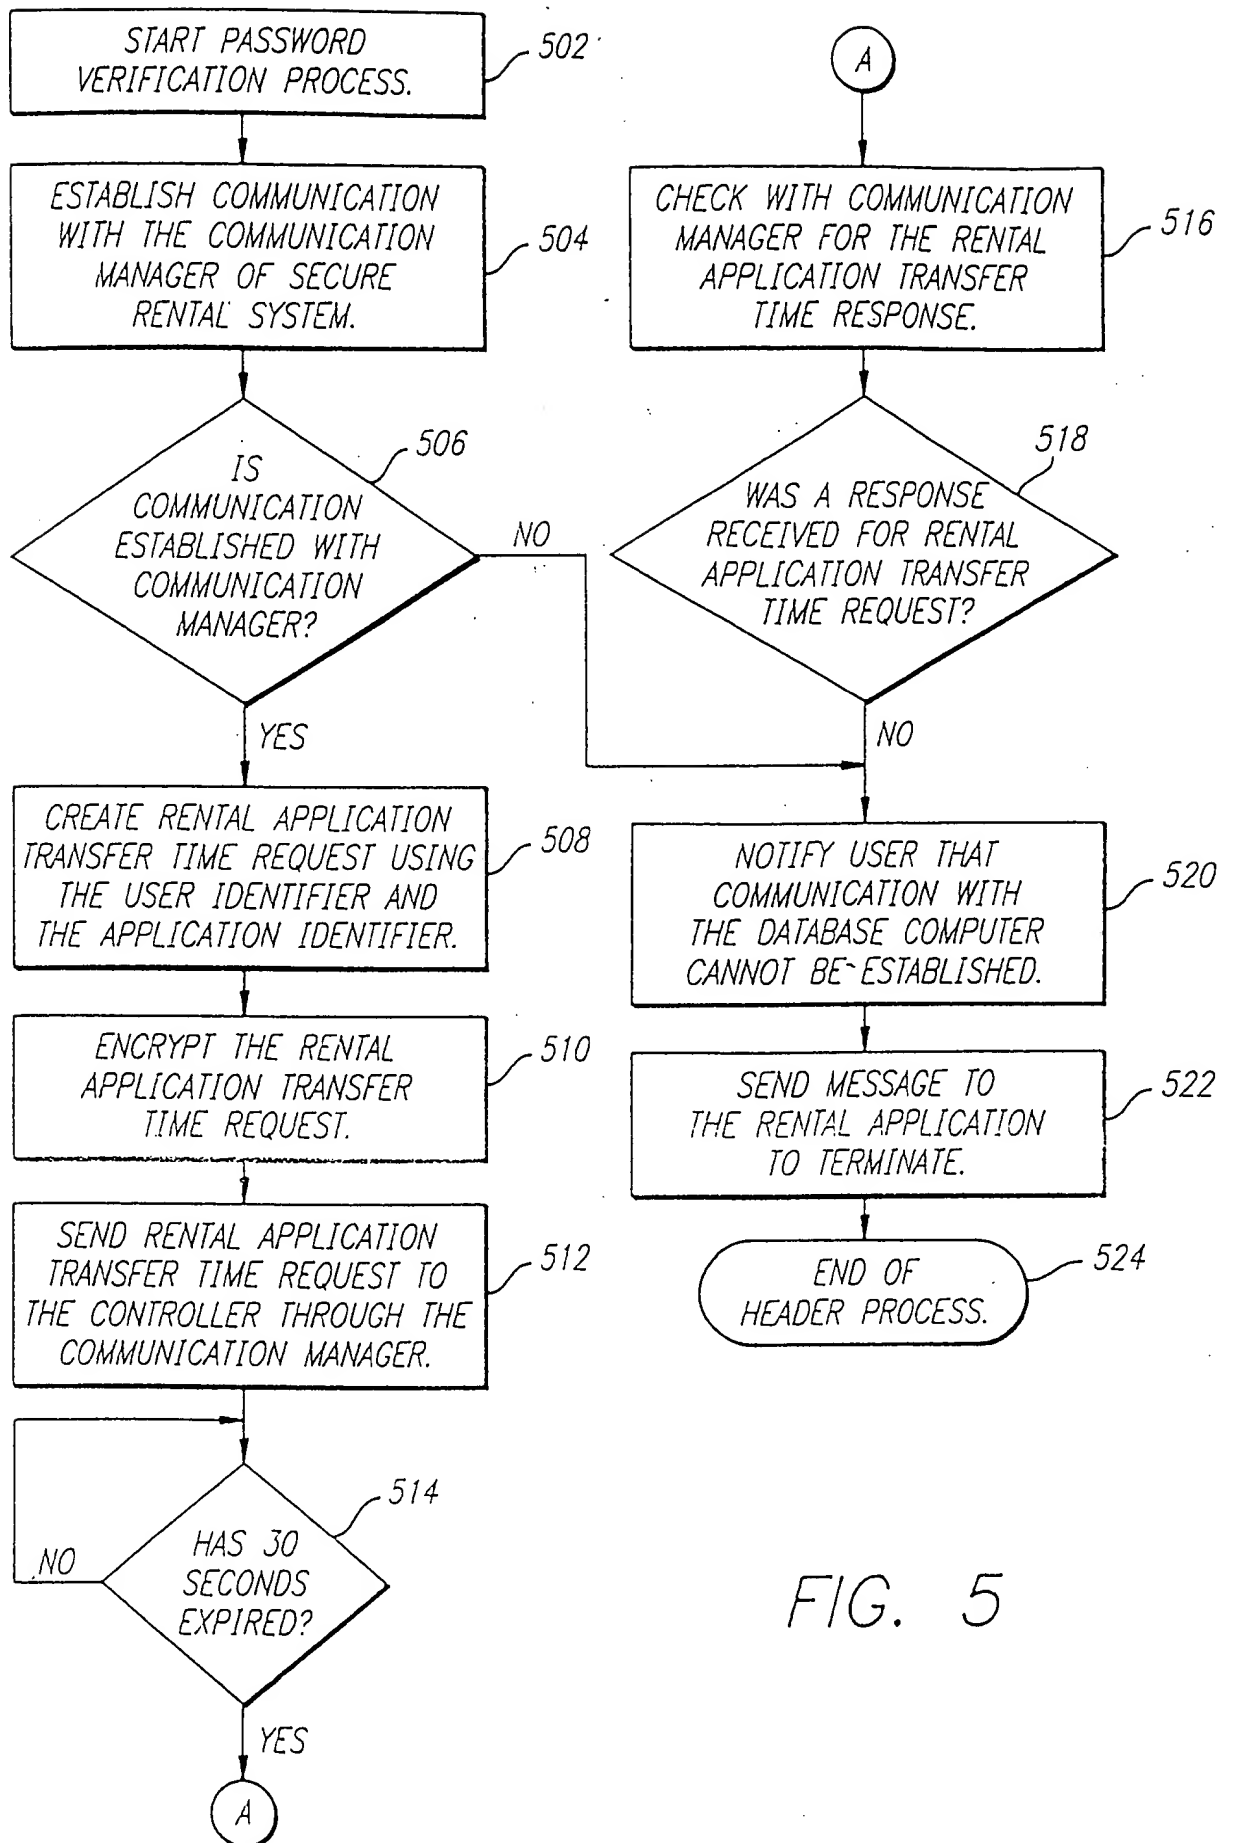 START PASSWORD
VERIFICATION PROCESS.
502
ESTABLISH COMMUNICATION
WITH THE COMMUNICATION
MANAGER OF SECURE
RENTAL SYSTEM.
504
IS
COMMUNICATION
ESTABLISHED WITH
COMMUNICATION
MANAGER?
506
NO
YES
CREATE RENTAL APPLICATION
TRANSFER TIME REQUEST USING
THE USER IDENTIFIER AND
THE APPLICATION IDENTIFIER.
508
ENCRYPT THE RENTAL
APPLICATION TRANSFER
TIME REQUEST.
510
SEND RENTAL APPLICATION
TRANSFER TIME REQUEST TO
THE CONTROLLER THROUGH THE
COMMUNICATION MANAGER.
512
HAS 30
SECONDS
EXPIRED?
514
NO
YES
A
A
CHECK WITH COMMUNICATION
MANAGER FOR THE RENTAL
APPLICATION TRANSFER
TIME RESPONSE.
516
WAS A RESPONSE
RECEIVED FOR RENTAL
APPLICATION TRANSFER
TIME REQUEST?
518
NO
NOTIFY USER THAT
COMMUNICATION WITH
THE DATABASE COMPUTER
CANNOT BE ESTABLISHED.
520
SEND MESSAGE TO
THE RENTAL APPLICATION
TO TERMINATE.
522
END OF
HEADER PROCESS.
524
FIG. 5